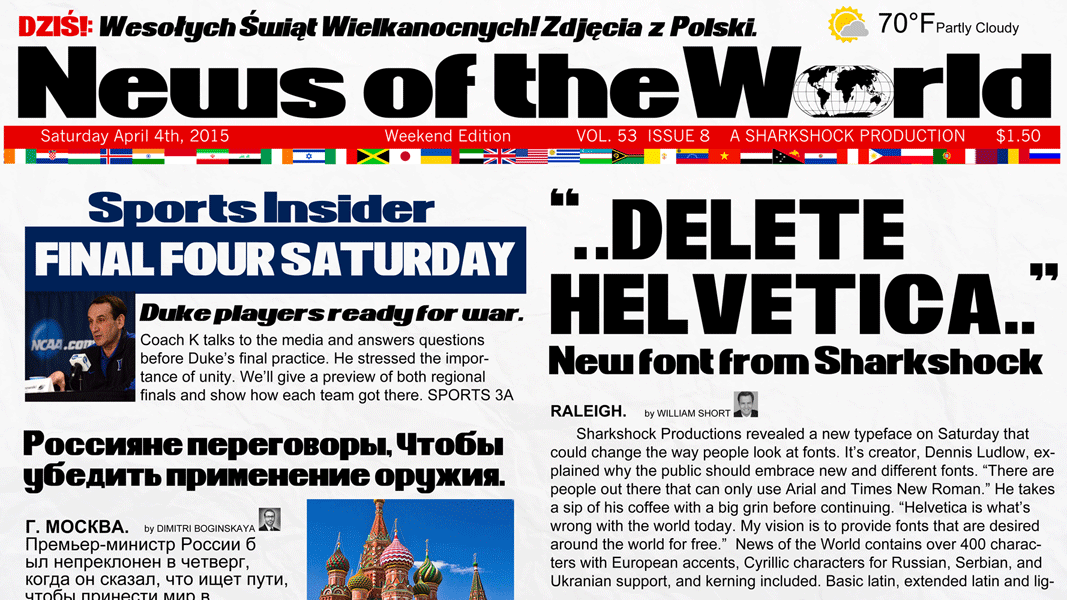 DZIŚ!: Wesołych Świąt Wielkanocnych! Zdjęcia z Polski.
70°F Partly Cloudy
News of the World
Saturday April 4th, 2015 Weekend Edition VOL. 53 ISSUE 8 A SHARKSHOCK PRODUCTION $1.50
Sports Insider
FINAL FOUR SATURDAY
NCAA.com
Duke players ready for war.
Coach K talks to the media and answers questions
before Duke's final practice. He stressed the impor-
tance of unity. We'll give a preview of both regional
finals and show how each team got there. SPORTS 3A
Россияне переговоры, Чтобы
убедить применение оружия.
Г. МОСКВА. by DIMITRI BOGINSKAYA
Премьер-министр России б
ыл непреклонен в четверг,
когда он сказал, что ищет пути,
чтобы принести мир в
“..DELETE
HELVETICA..”
New font from Sharkshock
RALEIGH. by WILLIAM SHORT
Sharkshock Productions revealed a new typeface on Saturday that
could change the way people look at fonts. It's creator, Dennis Ludlow, ex-
plained why the public should embrace new and different fonts. “There are
people out there that can only use Arial and Times New Roman.” He takes
a sip of his coffee with a big grin before continuing. “Helvetica is what's
wrong with the world today. My vision is to provide fonts that are desired
around the world for free.” News of the World contains over 400 charac-
ters with European accents, Cyrillic characters for Russian, Serbian, and
Ukranian support, and kerning included. Basic latin, extended latin and lig-